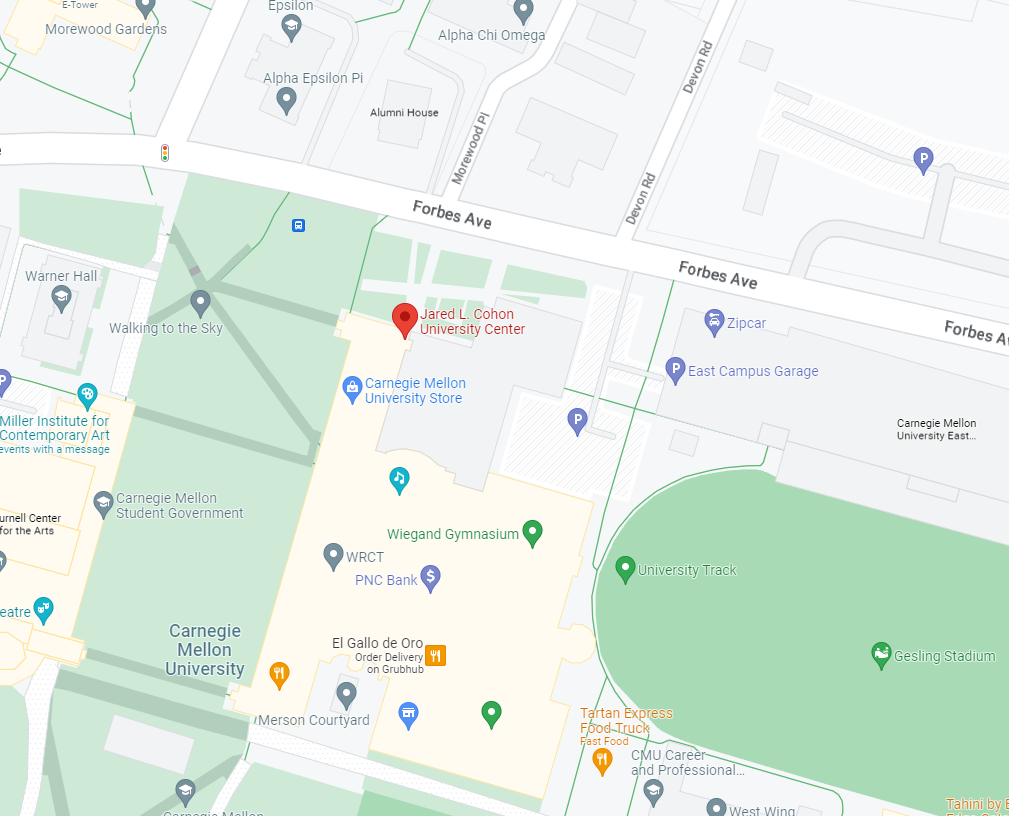 E-Tower
Morewood Gardens
Epsilon
Alpha Chi Omega
Alpha Epsilon Pi
Alumni House
Morewood Pl
Devon Rd
Devon Rd
P
Forbes Ave
Forbes Ave
Forbes A
Warner Hall
Walking to the Sky
Jared L. Cohon
University Center
Zipcar
P
East Campus Garage
Carnegie Mellon
University Store
P
P
Miller Institute for
Contemporary Art
events with a message
Carnegie Mellon
University East...
Carnegie Mellon
Student Government
urnell Center
for the Arts
Wiegand Gymnasium
WRCT
PNC Bank
$
University Track
eatre
Carnegie
Mellon
University
El Gallo de Oro
Order Delivery
on Grubhub
Gesling Stadium
Merson Courtyard
Tartan Express
Food Truck
Fast Food
CMU Career
and Professional...
West Wing
Tahini by
Carnegie Mellon